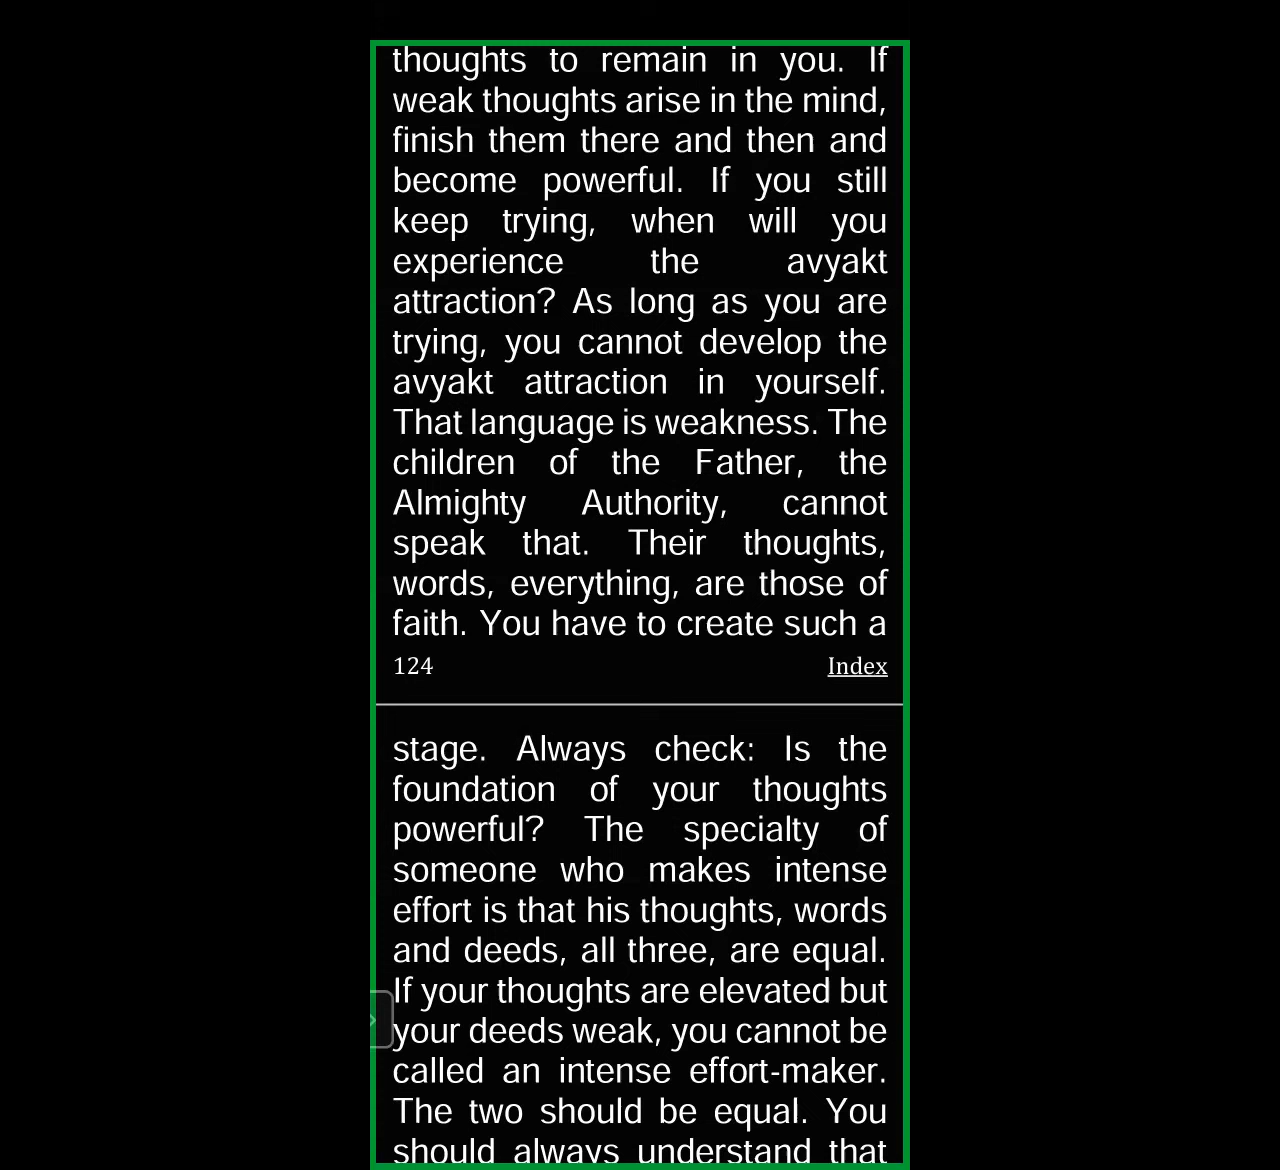 thoughts to remain in you. If
weak thoughts arise in the mind,
finish them there and then and
become powerful. If you still
keep trying, when will you
experience the avyakt
attraction? As long as you are
trying, you cannot develop the
avyakt attraction in yourself.
That language is weakness. The
children of the Father, the
Almighty Authority, cannot
speak that. Their thoughts,
words, everything, are those of
faith. You have to create such a
124 Index
stage. Always check: Is the
foundation of your thoughts
powerful? The specialty of
someone who makes intense
effort is that his thoughts, words
and deeds, all three, are equal.
If your thoughts are elevated but
your deeds weak, you cannot be
called an intense effort-maker.
The two should be equal. You
should always understand that